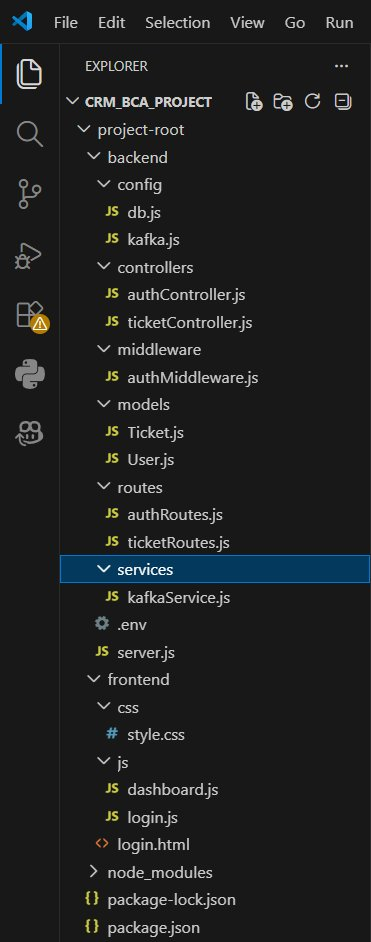 File Edit Selection View Go Run
EXPLORER
CRM_BCA_PROJECT
project-root
backend
config
JS db.js
JS kafka.js
controllers
JS authController.js
JS ticketController.js
middleware
JS authMiddleware.js
models
JS Ticket.js
JS User.js
routes
JS authRoutes.js
JS ticketRoutes.js
services
JS kafkaService.js
.env
JS server.js
frontend
css
# style.css
js
JS dashboard.js
JS login.js
<> login.html
node_modules
{} package-lock.json
{} package.json